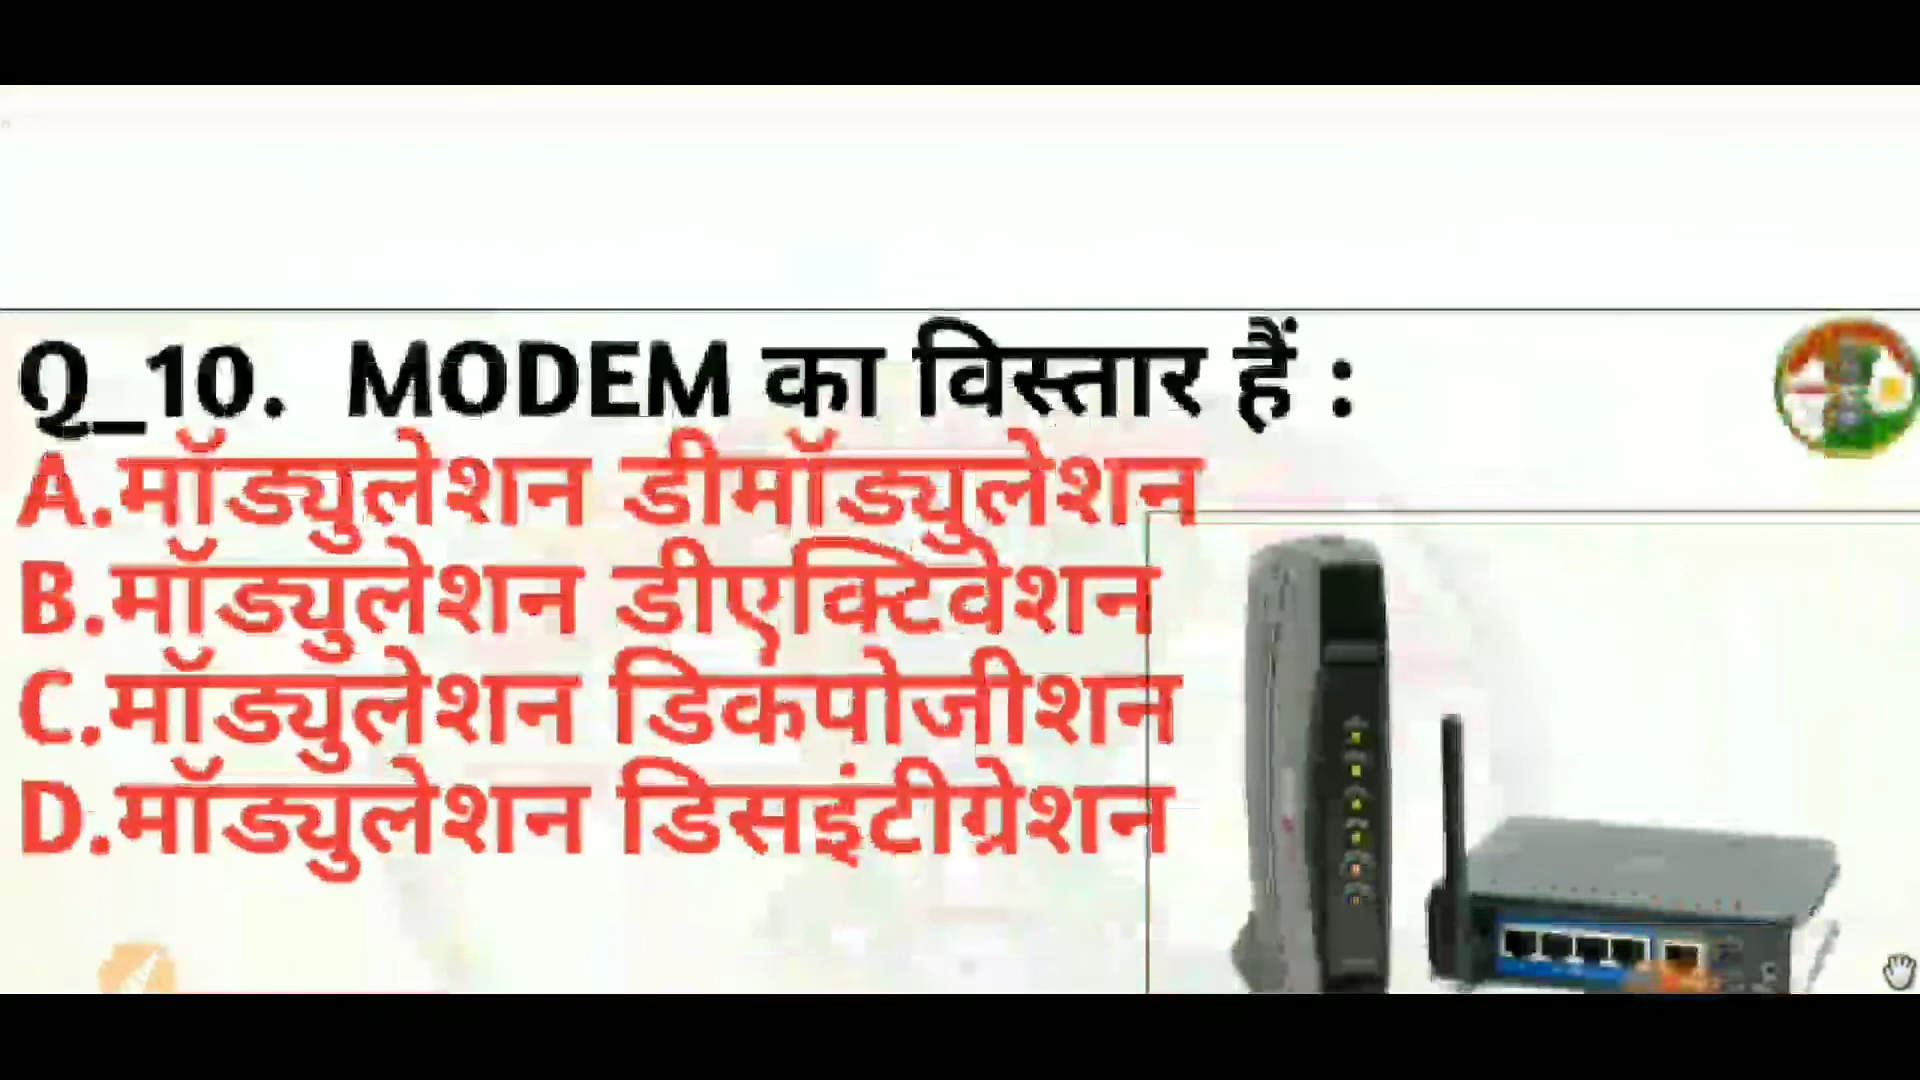 Q_10. MODEM का विस्तार हैं :
A.मॉड्युलेशन डीमॉड्युलेशन
B.मॉड्युलेशन डीएक्टिवेशन
C.मॉड्युलेशन डिकपोजीशन
D.मॉड्युलेशन डिसइंटीग्रेशन